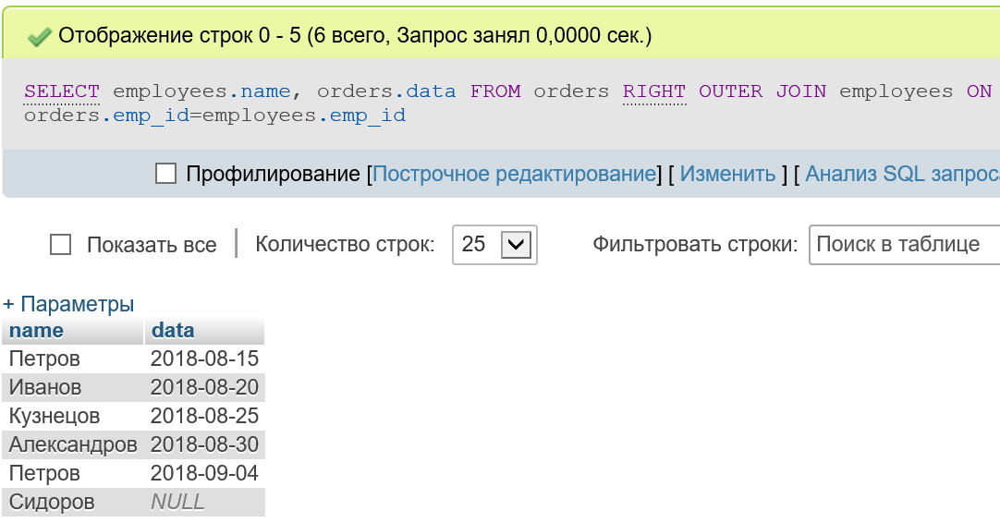 Отображение строк 0 - 5 (6 всего, Запрос занял 0,0000 сек.)
SELECT employees.name, orders.data FROM orders RIGHT OUTER JOIN employees ON
orders.emp_id=employees.emp_id
Профилирование [Построчное редактирование] [ Изменить ] [ Анализ SQL
Показать все | Количество строк: 25 Фильтровать строки: Поиск в таблице
+ Параметры
name data
Петров 2018-08-15
Иванов 2018-08-20
Кузнецов 2018-08-25
Александров 2018-08-30
Петров 2018-09-04
Сидоров NULL